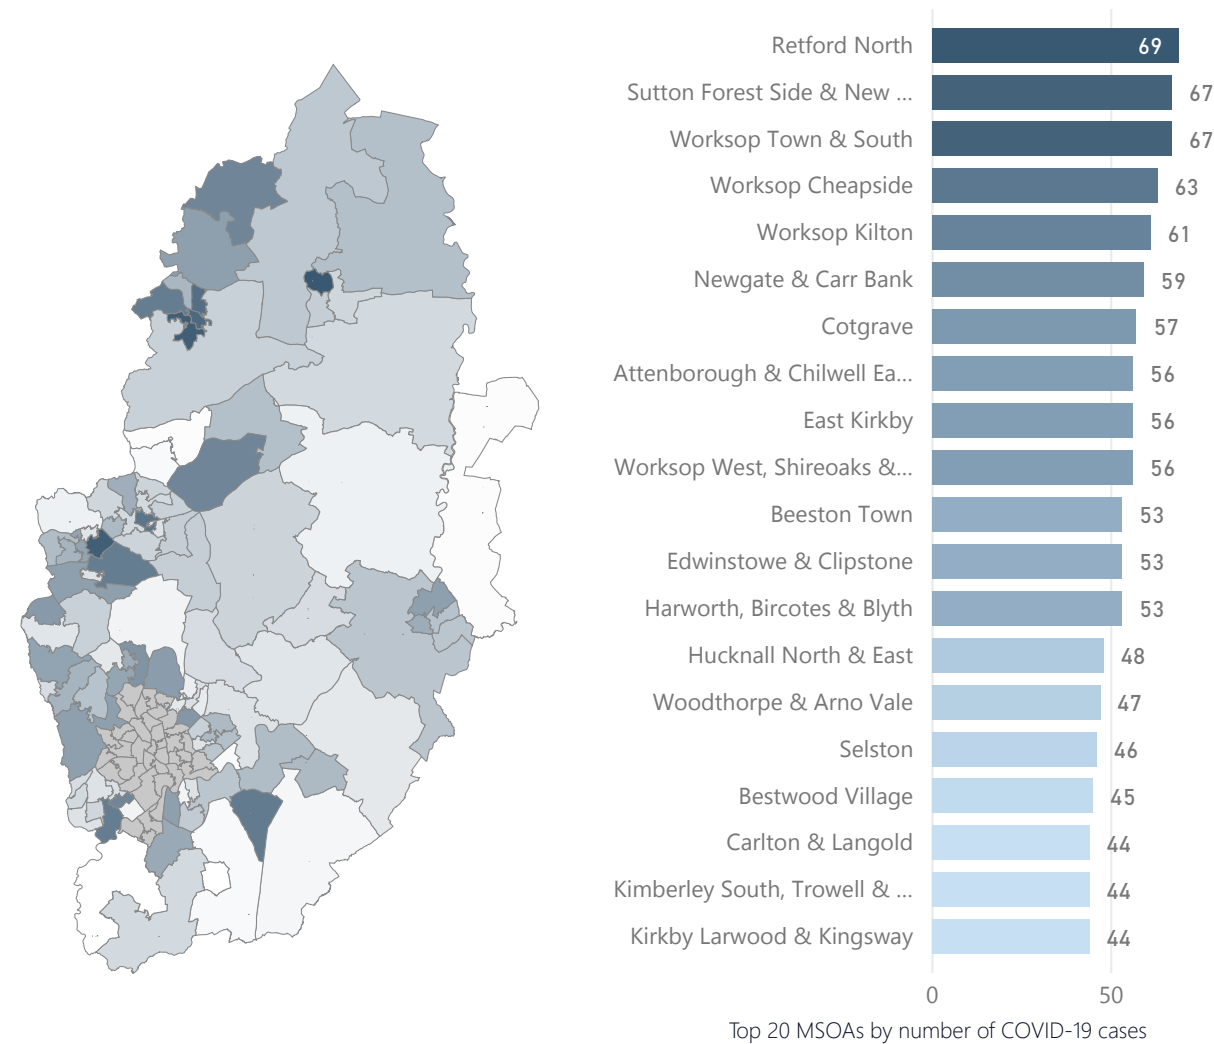 Retford North 69
Sutton Forest Side & New ... 67
Worksop Town & South 67
Worksop Cheapside 63
Worksop Kilton 61
Newgate & Carr Bank 59
Cotgrave 57
Attenborough & Chilwell Ea... 56
East Kirkby 56
Worksop West, Shireoaks &... 56
Beeston Town 53
Edwinstowe & Clipstone 53
Harworth, Bircotes & Blyth 53
Hucknall North & East 48
Woodthorpe & Arno Vale 47
Selston 46
Bestwood Village 45
Carlton & Langold 44
Kimberley South, Trowell & ... 44
Kirkby Larwood & Kingsway 44
0 50
Top 20 MSOAs by number of COVID-19 cases